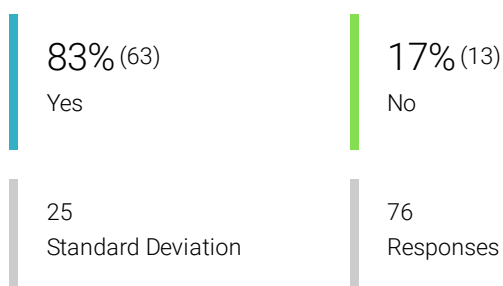 83% (63)
Yes
17% (13)
No
25
Standard Deviation
76
Responses